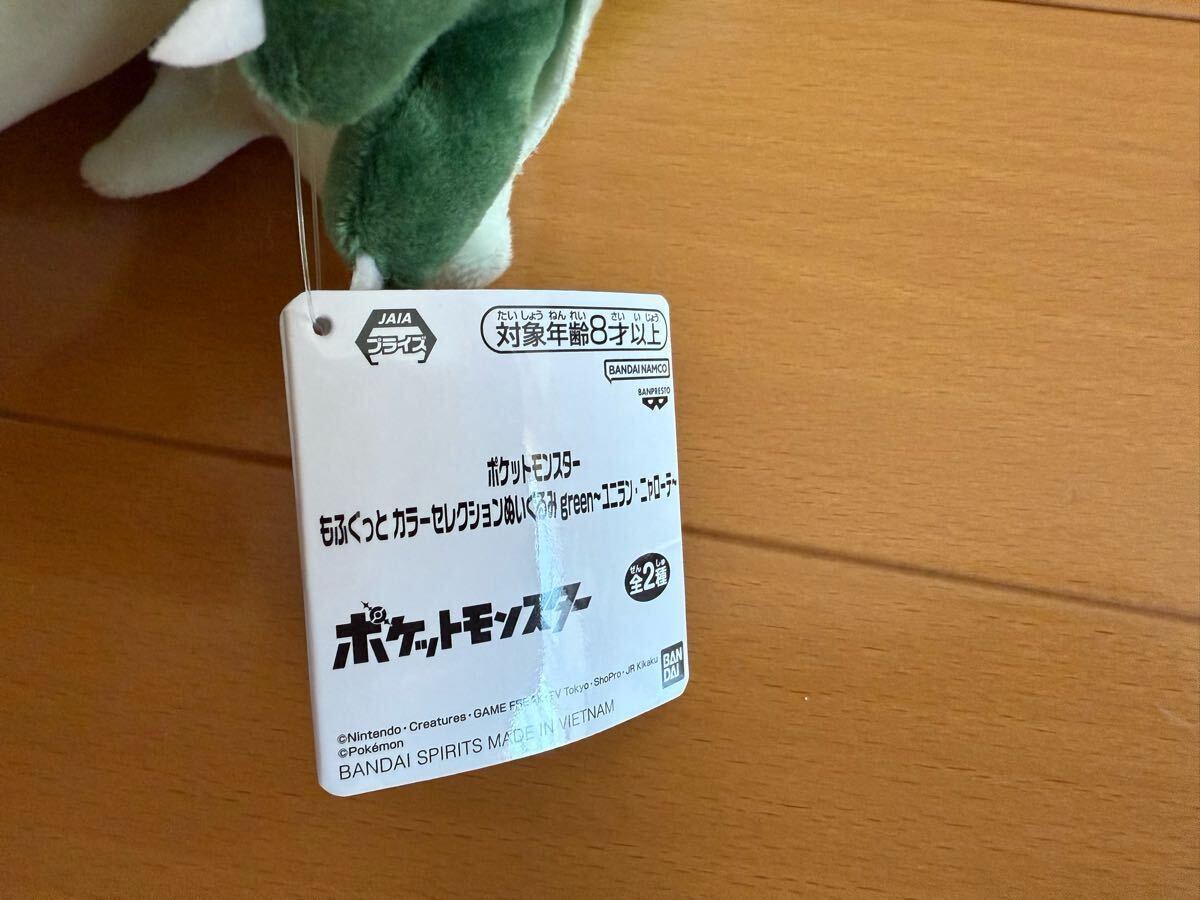 JAIA
プライズ
たいしょうねんれい さいいじょう
対象年齢8才以上
BANDAI NAMCO
BANPRESTO
ポケットモンスター
もふぐっと カラーセレクションぬいぐるみ green~ユニラン・ニャローテ~
ぜん しゅ
全2種
ポケットモンスター
BAN
DAI
©Nintendo・Creatures・GAME FREAK・TV Tokyo・ShoPro・JR Kikaku
©Pokémon
BANDAI SPIRITS MADE IN VIETNAM